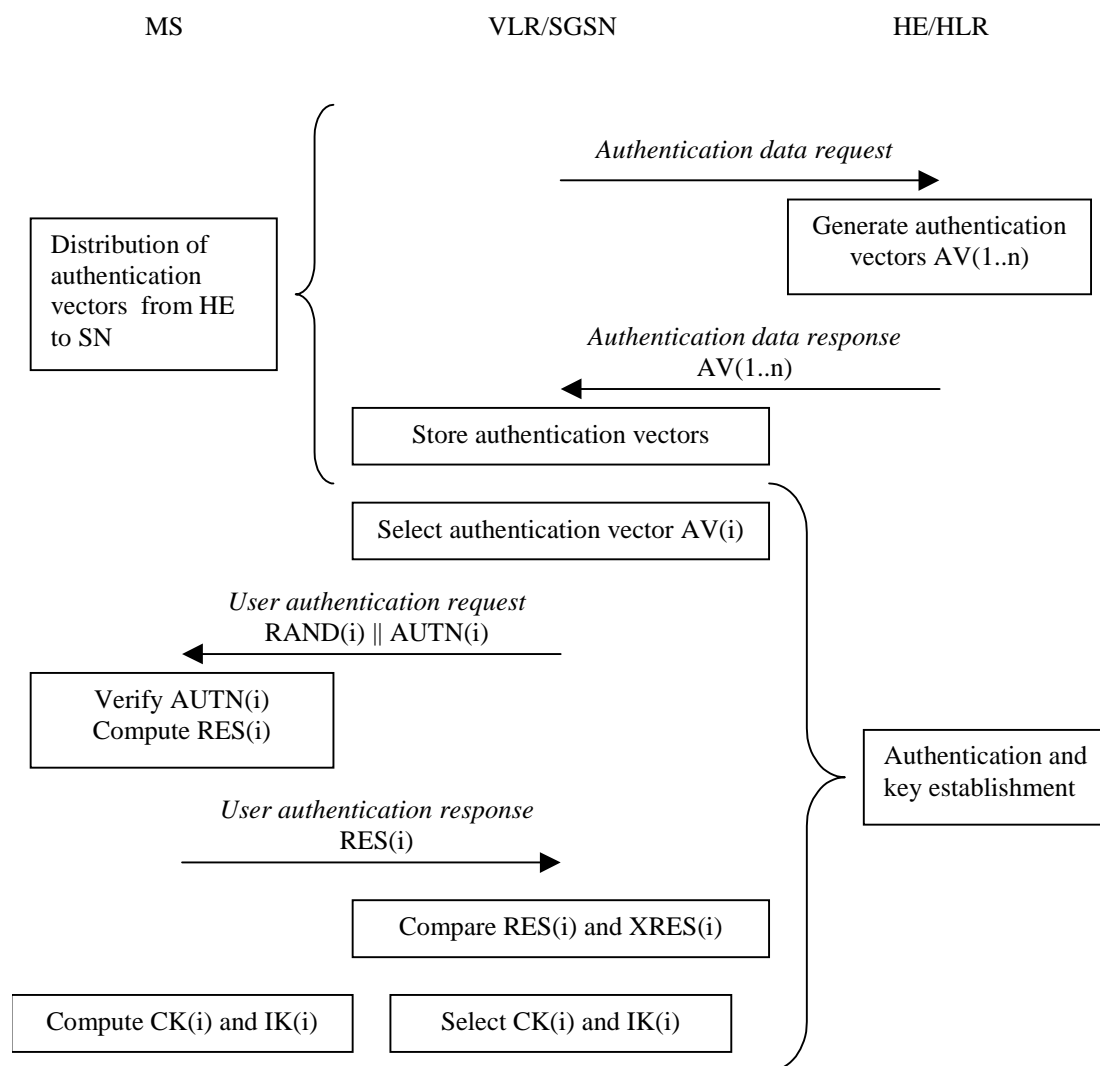 MS VLR/SGSN HE/HLR
Authentication data request
Generate authentication
vectors AV(1..n)
Distribution of
authentication
vectors from HE
to SN
Authentication data response
AV(1..n)
Store authentication vectors
Select authentication vector AV(i)
User authentication request
RAND(i) || AUTN(i)
Verify AUTN(i)
Compute RES(i)
Authentication and
key establishment
User authentication response
RES(i)
Compare RES(i) and XRES(i)
Compute CK(i) and IK(i)
Select CK(i) and IK(i)